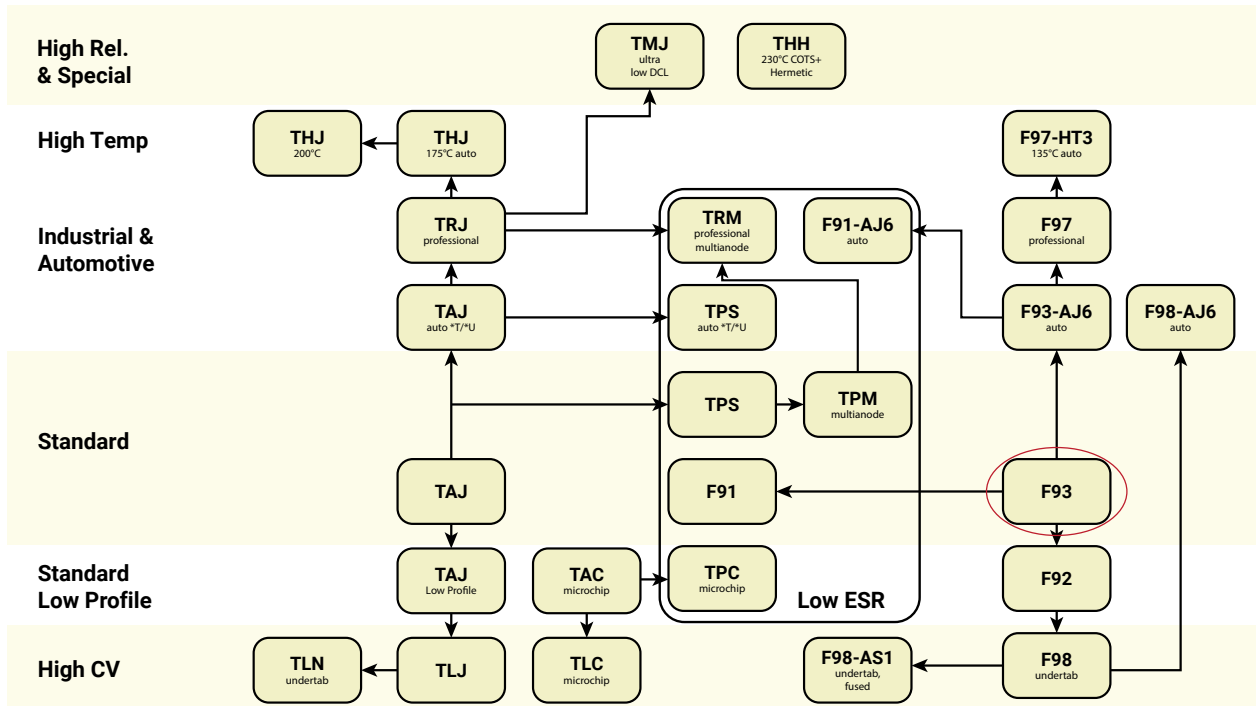 High Rel.
& Special
TMJ
ultra
low DCL
THH
230°C COTS+
Hermetic
High Temp
THJ
200°C
THJ
175°C auto
F97-HT3
135°C auto
Industrial &
Automotive
TRJ
professional
TRM
professional
multianode
F91-AJ6
auto
F97
professional
TAJ
auto *T/*U
TPS
auto *T/*U
F93-AJ6
auto
F98-AJ6
auto
Standard
TPS
TPM
multianode
TAJ
F91
F93
Standard
Low Profile
TAJ
Low Profile
TAC
microchip
TPC
microchip
Low ESR
F92
High CV
TLN
undertab
TLJ
TLC
microchip
F98-AS1
undertab,
fused
F98
undertab